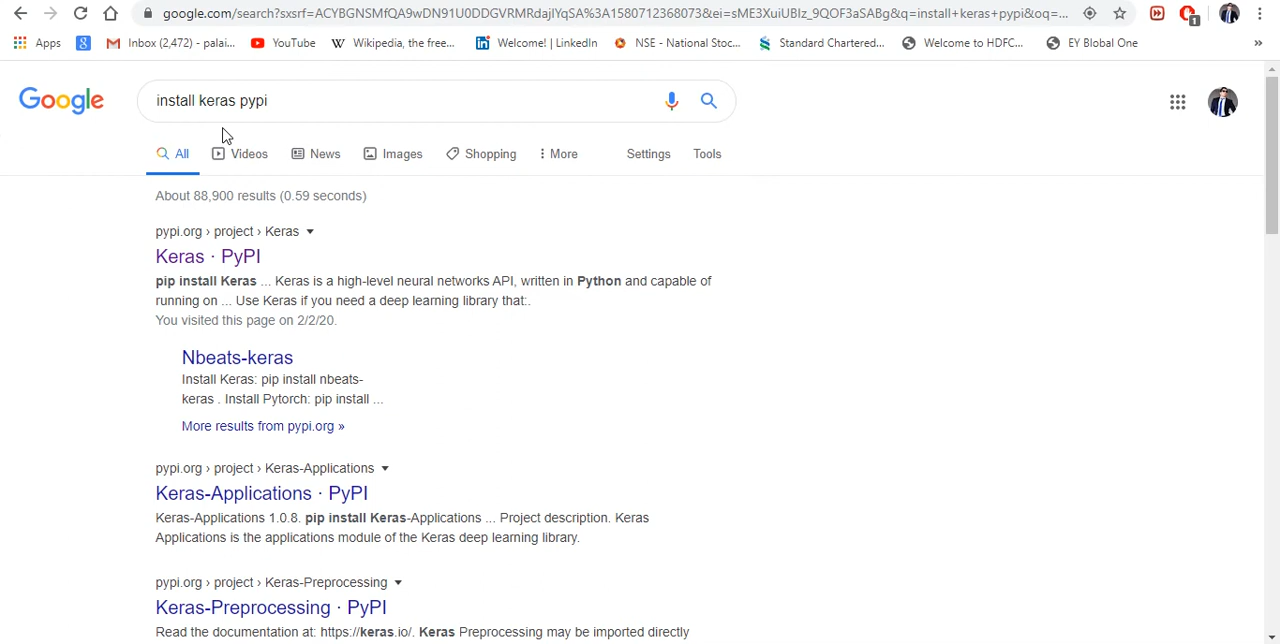 google.com/search?sxsrf=ACYBGNSMfQA9wDN91U0DDGVRMRdajIYqSA%3A1580712368073&ei=sME3XuiUBIz_9QOF3aSABg&q=install+keras+pypi&oq=...
Apps Inbox (2,472) - palai... YouTube Wikipedia, the free... Welcome! | LinkedIn NSE - National Stoc... Standard Chartered... Welcome to HDFC... EY Blobal One »
Google install keras pypi
All Videos News Images Shopping More Settings Tools
About 88,900 results (0.59 seconds)
pypi.org › project › Keras
Keras · PyPI
pip install Keras ... Keras is a high-level neural networks API, written in Python and capable of
running on ... Use Keras if you need a deep learning library that:.
You visited this page on 2/2/20.
Nbeats-keras
Install Keras: pip install nbeats-
keras . Install Pytorch: pip install ...
More results from pypi.org »
pypi.org › project › Keras-Applications
Keras-Applications · PyPI
Keras-Applications 1.0.8. pip install Keras-Applications ... Project description. Keras
Applications is the applications module of the Keras deep learning library.
pypi.org › project › Keras-Preprocessing
Keras-Preprocessing · PyPI
Read the documentation at: https://keras.io/. Keras Preprocessing may be imported directly